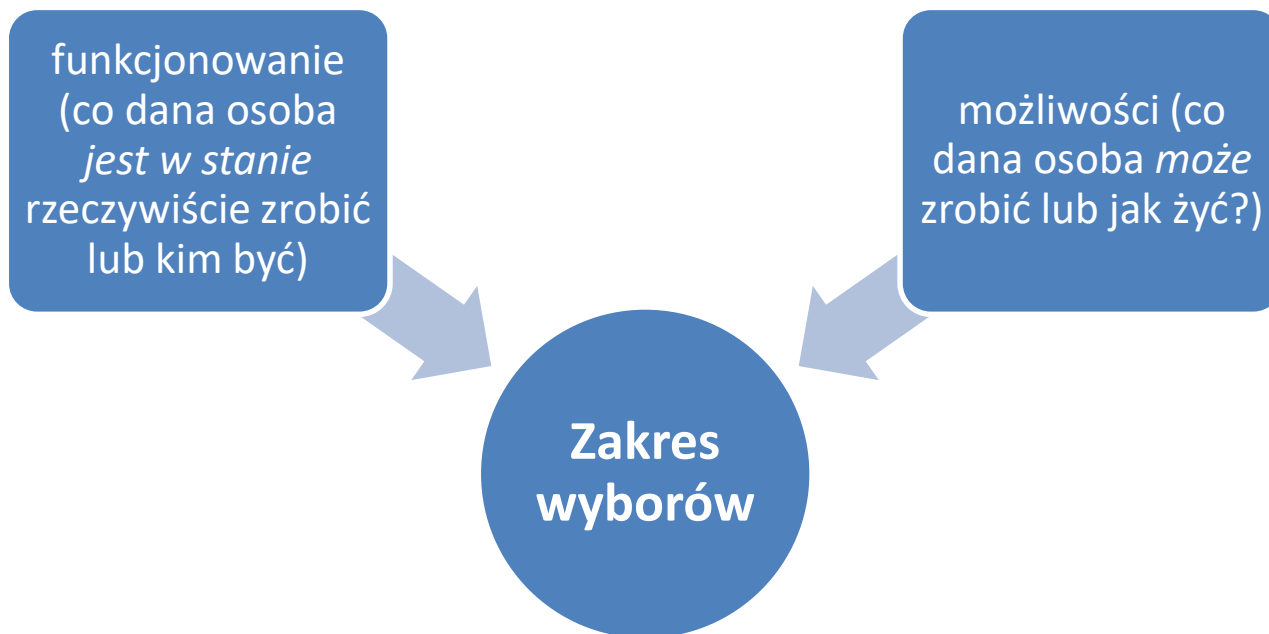 funkcjonowanie
(co dana osoba
jest w stanie
rzeczywiście zrobić
lub kim być)
możliwości (co
dana osoba może
zrobić lub jak żyć?)
Zakres
wyborów